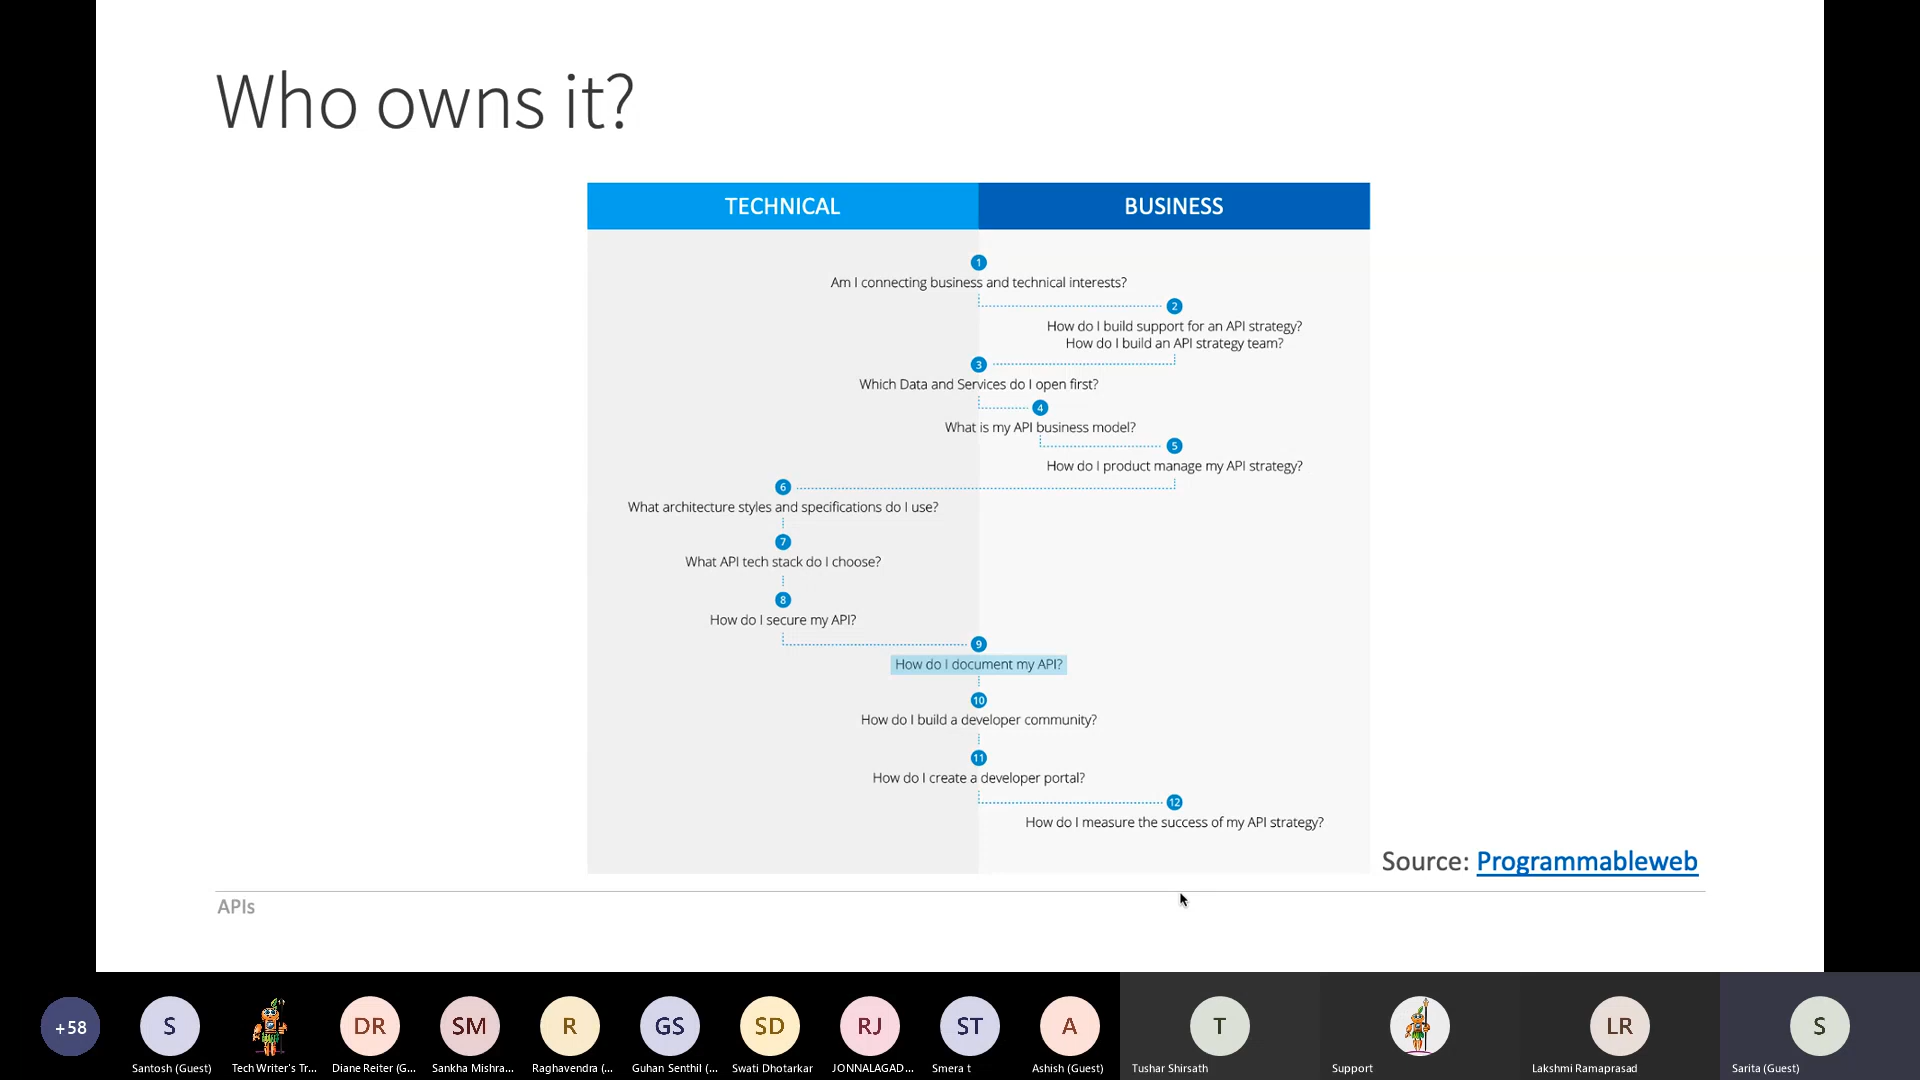 Who owns it?
TECHNICAL
BUSINESS
1
Am I connecting business and technical interests?
2
How do I build support for an API strategy?
How do I build an API strategy team?
3
Which Data and Services do I open first?
4
What is my API business model?
5
How do I product manage my API strategy?
6
What architecture styles and specifications do I use?
7
What API tech stack do I choose?
8
How do I secure my API?
9
How do I document my API?
10
How do I build a developer community?
11
How do I create a developer portal?
12
How do I measure the success of my API strategy?
Source: Programmableweb
APIs
+58
S
DR
SM
R
GS
SD
RJ
ST
A
T
LR
S
Santosh (Guest)
Tech Writer's Tr...
Diane Reiter (G...
Sankha Mishra...
Raghavendra (...
Guhan Senthil (...
Swati Dhotarkar
JONNALAGAD...
Smera t
Ashish (Guest)
Tushar Shirsath
Support
Lakshmi Ramaprasad
Sarita (Guest)